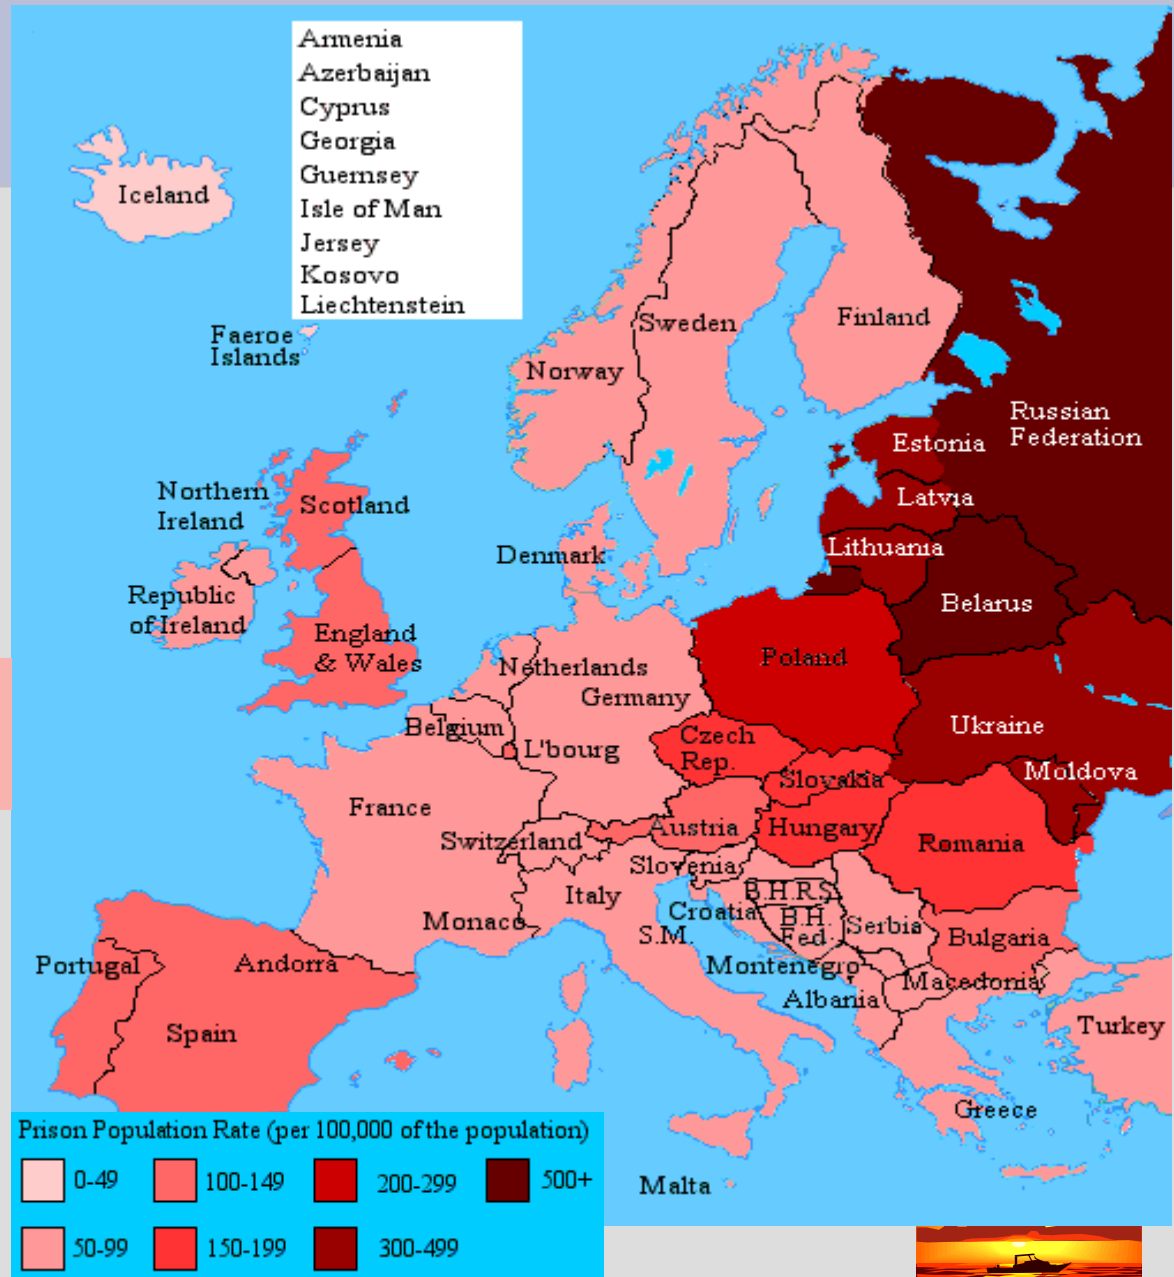 Armenia
Azerbaijan
Cyprus
Georgia
Guernsey
Isle of Man
Jersey
Kosovo
Liechtenstein
Iceland
Faeroe
Islands
Sweden
Finland
Norway
Russian
Federation
Estonia
Latvia
Lithuania
Northern
Ireland
Scotland
Denmark
Republic
of Ireland
England
& Wales
Belarus
Netherlands
Germany
Poland
Belgium
L'bourg
Czech
Rep.
Slovakia
Ukraine
Moldova
France
Switzerland
Austria
Hungary
Romania
Slovenia
Italy
B.H.R.S.
Croatia
B.H.
Fed.
Serbia
Monaco
S.M.
Bulgaria
Portugal
Andorra
Montenegro
Macedonia
Albania
Spain
Turkey
Greece
Malta
Prison Population Rate (per 100,000 of the population)
0-49
100-149
200-299
500+
50-99
150-199
300-499